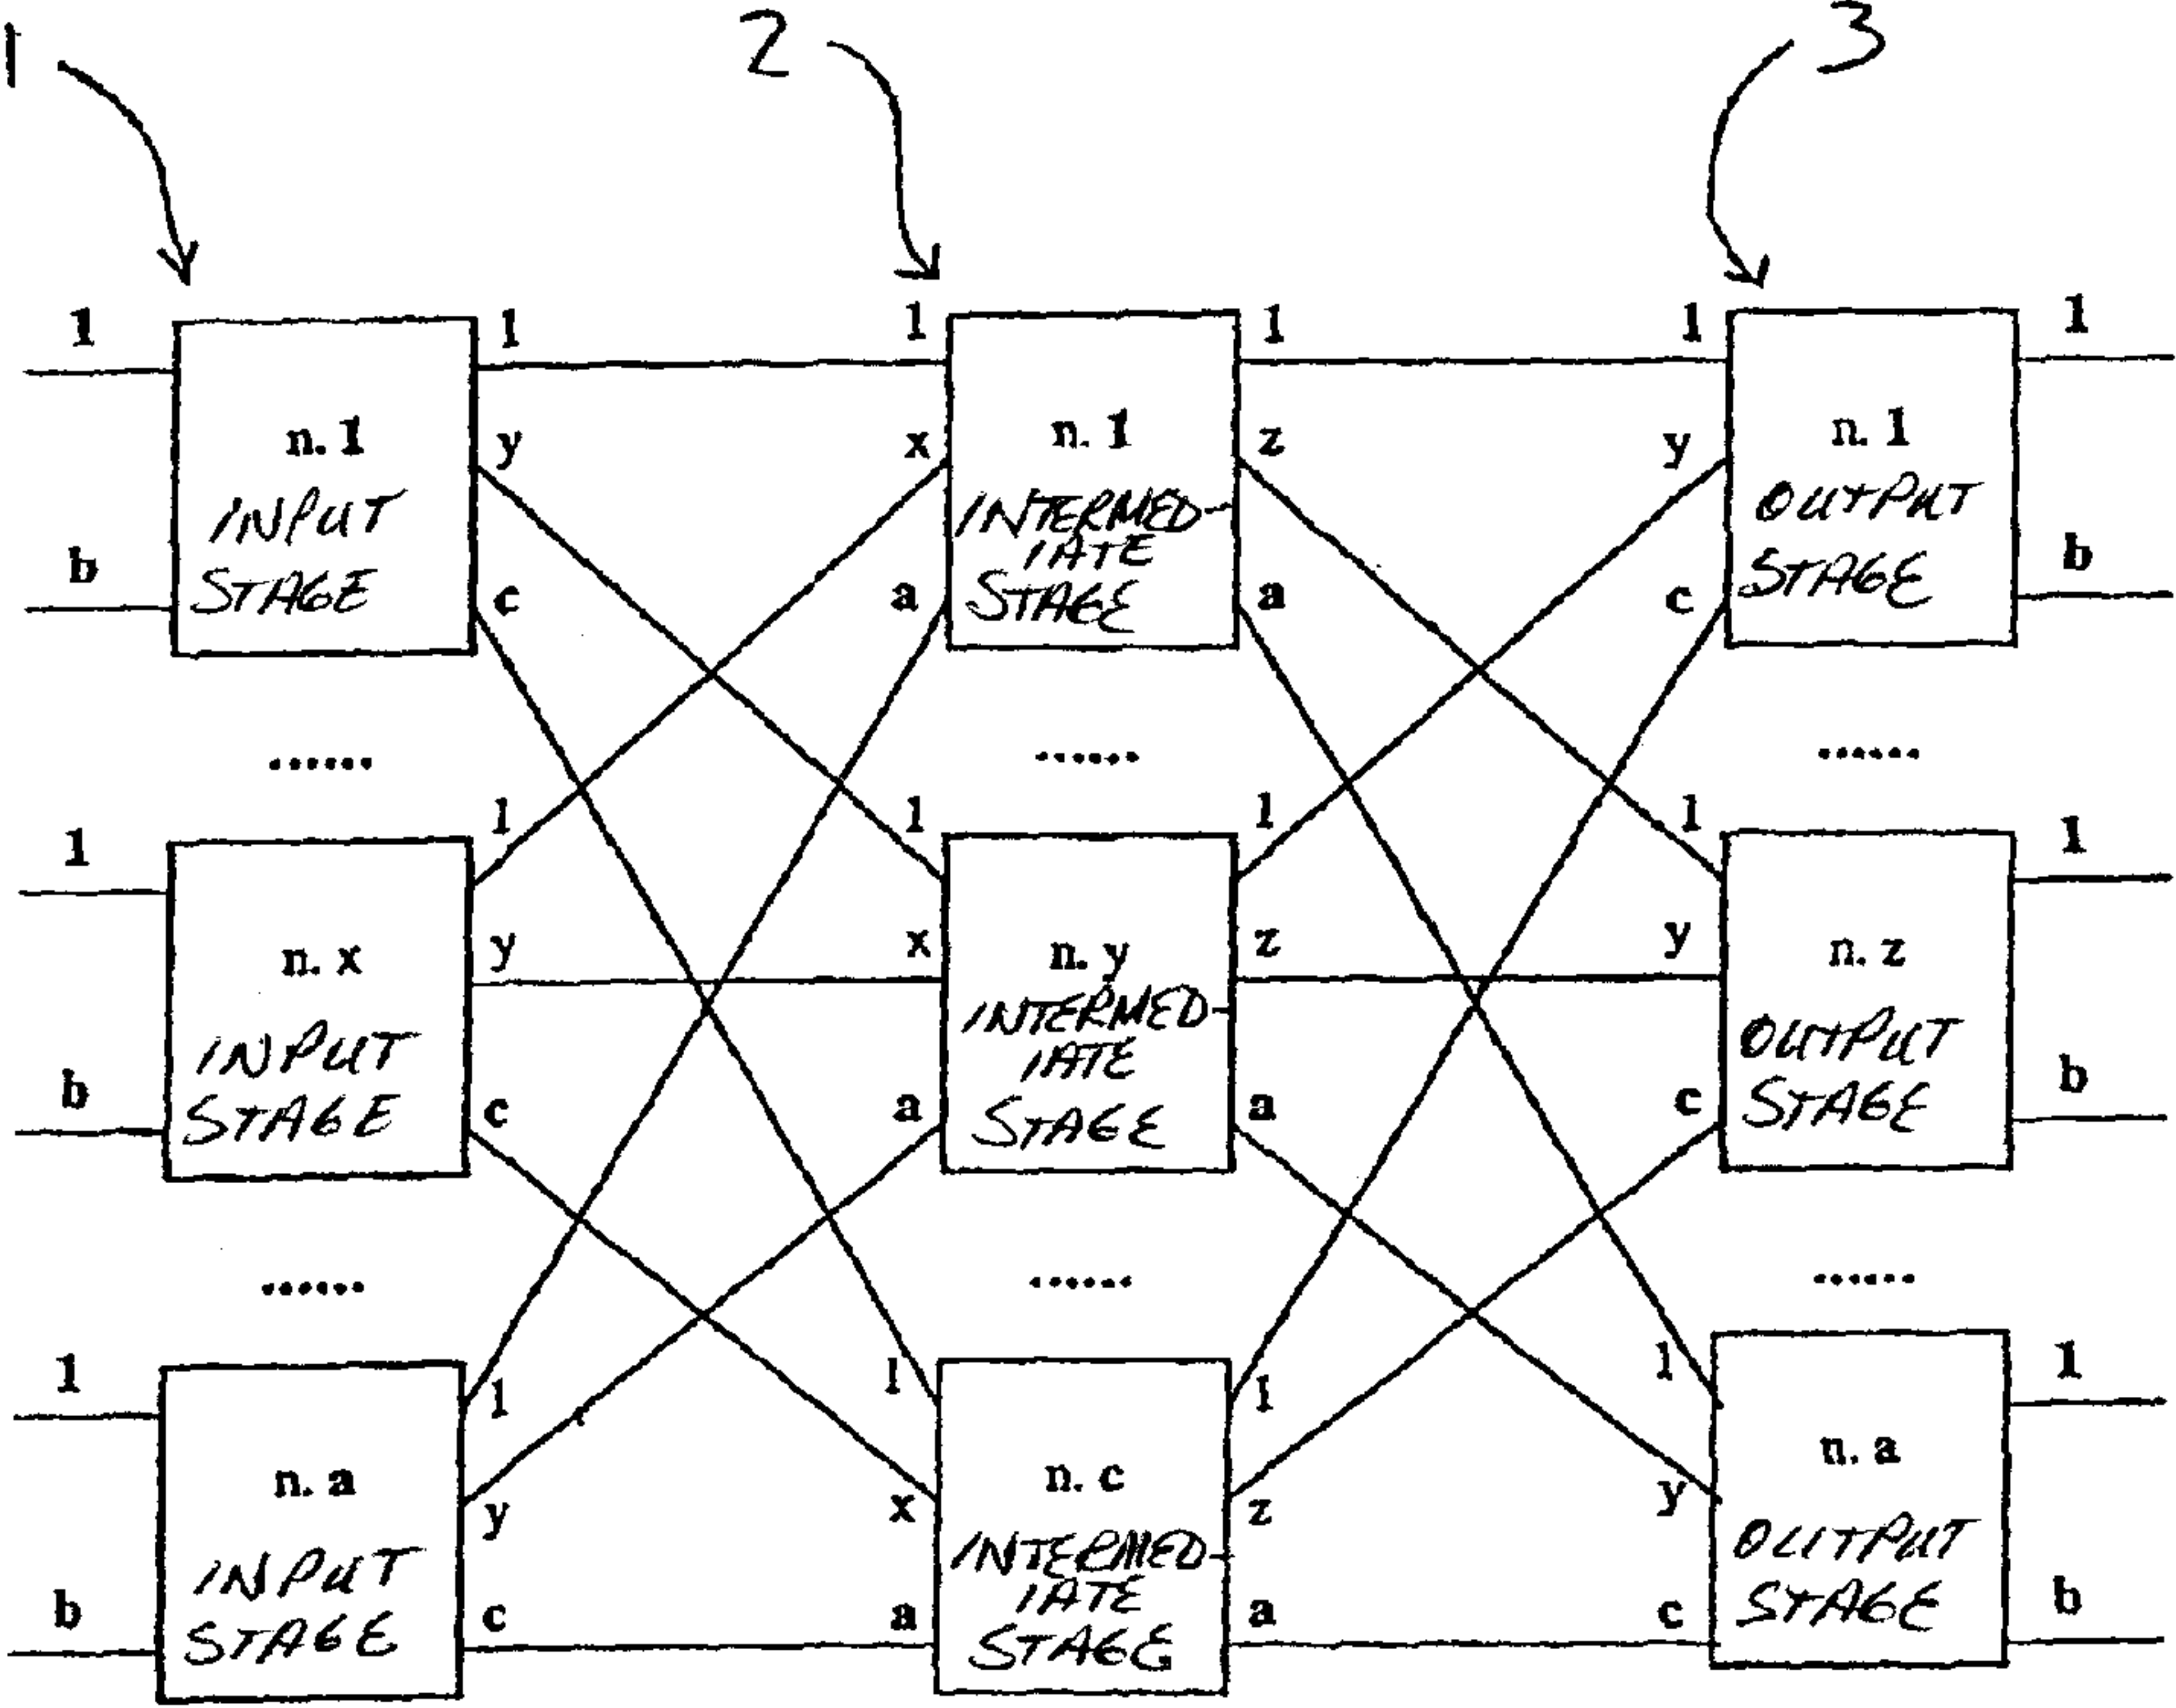 1 2 3
1 1 1 1 1 1
n. 1 y x n. 1 z y n. 1
INPUT INTERMED- OUTPUT
IATE
b STAGE c a STAGE a c STAGE b
...... ...... ......
1 1 1 1 1 1
n. x y x n. y z y n. z
INPUT INTERMED- OUTPUT
IATE
b STAGE c a STAGE a c STAGE b
...... ...... ......
1 1 1 1 1 1
n. a y x n. c z y n. a
INPUT INTERMED- OUTPUT
IATE
b STAGE c a STAGE a c STAGE b